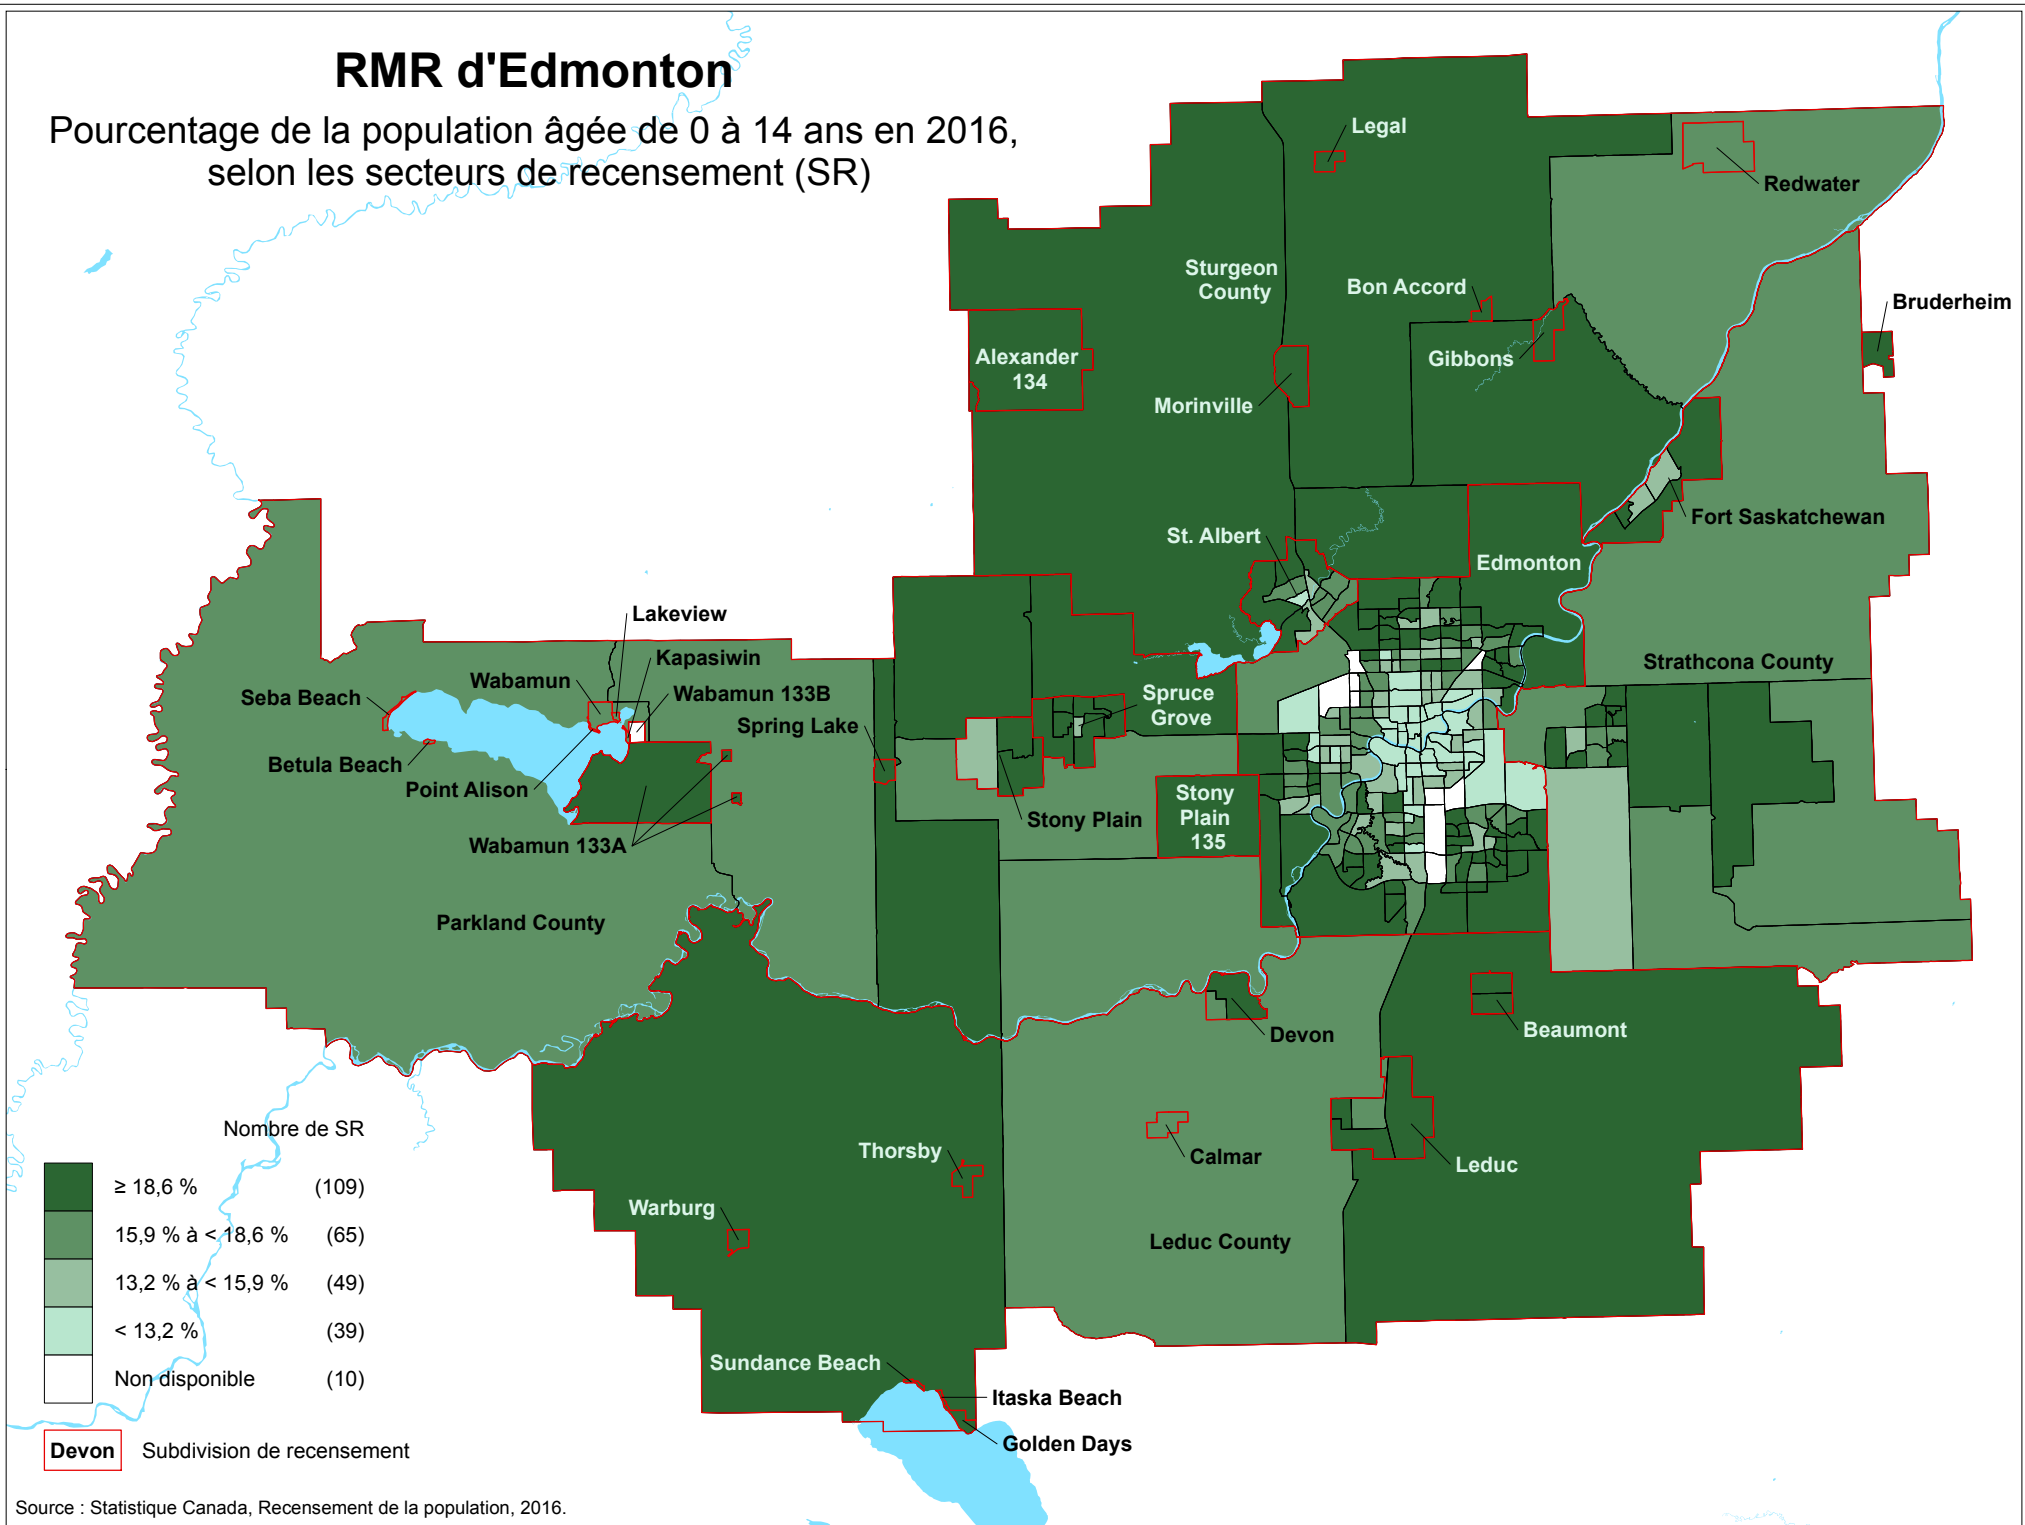 RMR d'Edmonton
Pourcentage de la population âgée de 0 à 14 ans en 2016,
selon les secteurs de recensement (SR)
Legal
Redwater
Sturgeon
County
Bon Accord
Bruderheim
Alexander
134
Gibbons
Morinville
Fort Saskatchewan
St. Albert
Edmonton
Lakeview
Kapasiwin
Strathcona County
Wabamun
Wabamun 133B
Seba Beach
Spruce
Grove
Spring Lake
Betula Beach
Point Alison
Stony
Plain
135
Stony Plain
Wabamun 133A
Parkland County
Devon
Beaumont
Nombre de SR
Thorsby
Calmar
Leduc
≥ 18,6 % (109)
Warburg
15,9 % à < 18,6 % (65)
Leduc County
13,2 % à < 15,9 % (49)
< 13,2 % (39)
Sundance Beach
Non disponible (10)
Itaska Beach
Golden Days
Devon Subdivision de recensement
Source : Statistique Canada, Recensement de la population, 2016.